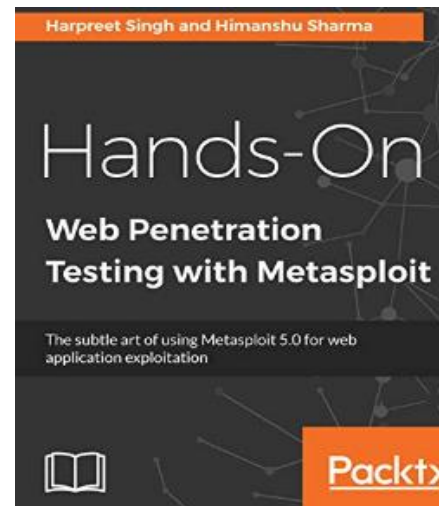 Harpreet Singh and Himanshu Sharma
Hands-On
Web Penetration
Testing with Metasploit
The subtle art of using Metasploit 5.0 for web
application exploitation
Packt>